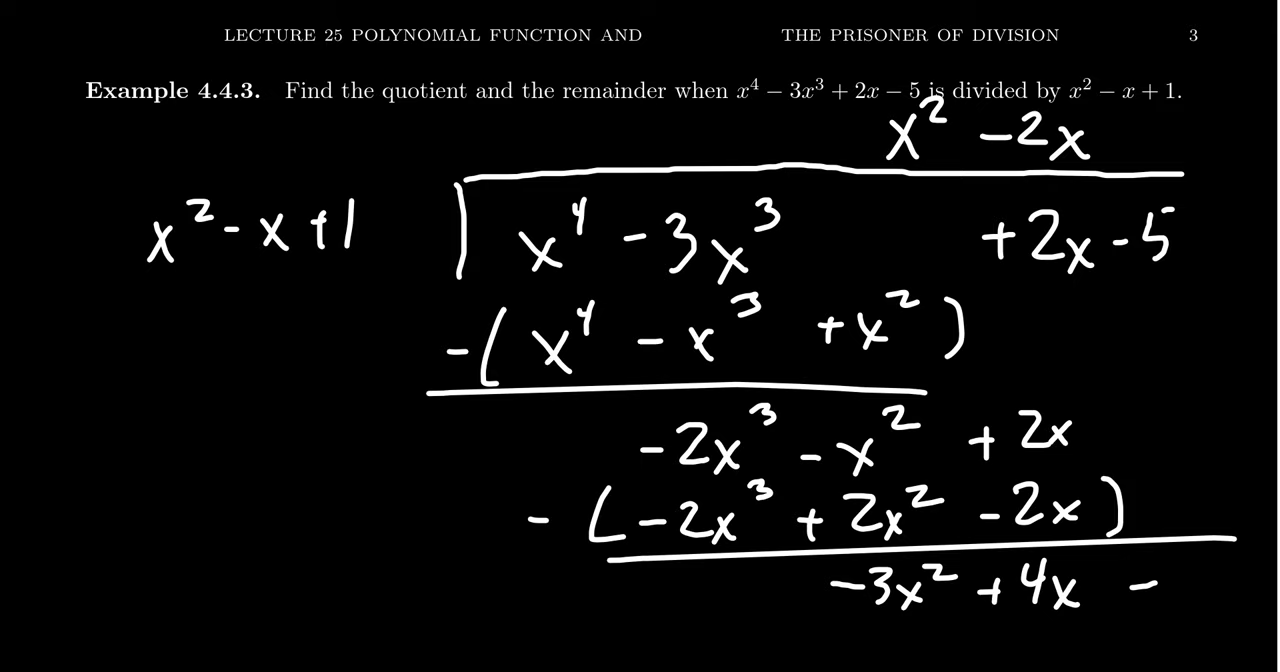 LECTURE 25 POLYNOMIAL FUNCTION AND THE PRISONER OF DIVISION 3
Example 4.4.3. Find the quotient and the remainder when x⁴ − 3x³ + 2x − 5 is divided by x² − x + 1.
x² − 2x
x² - x + 1 x⁴ − 3x³ + 2x − 5
-( x⁴ − x³ + x² )
-2x³ − x² + 2x
- ( −2x³ + 2x² − 2x )
−3x² + 4x −